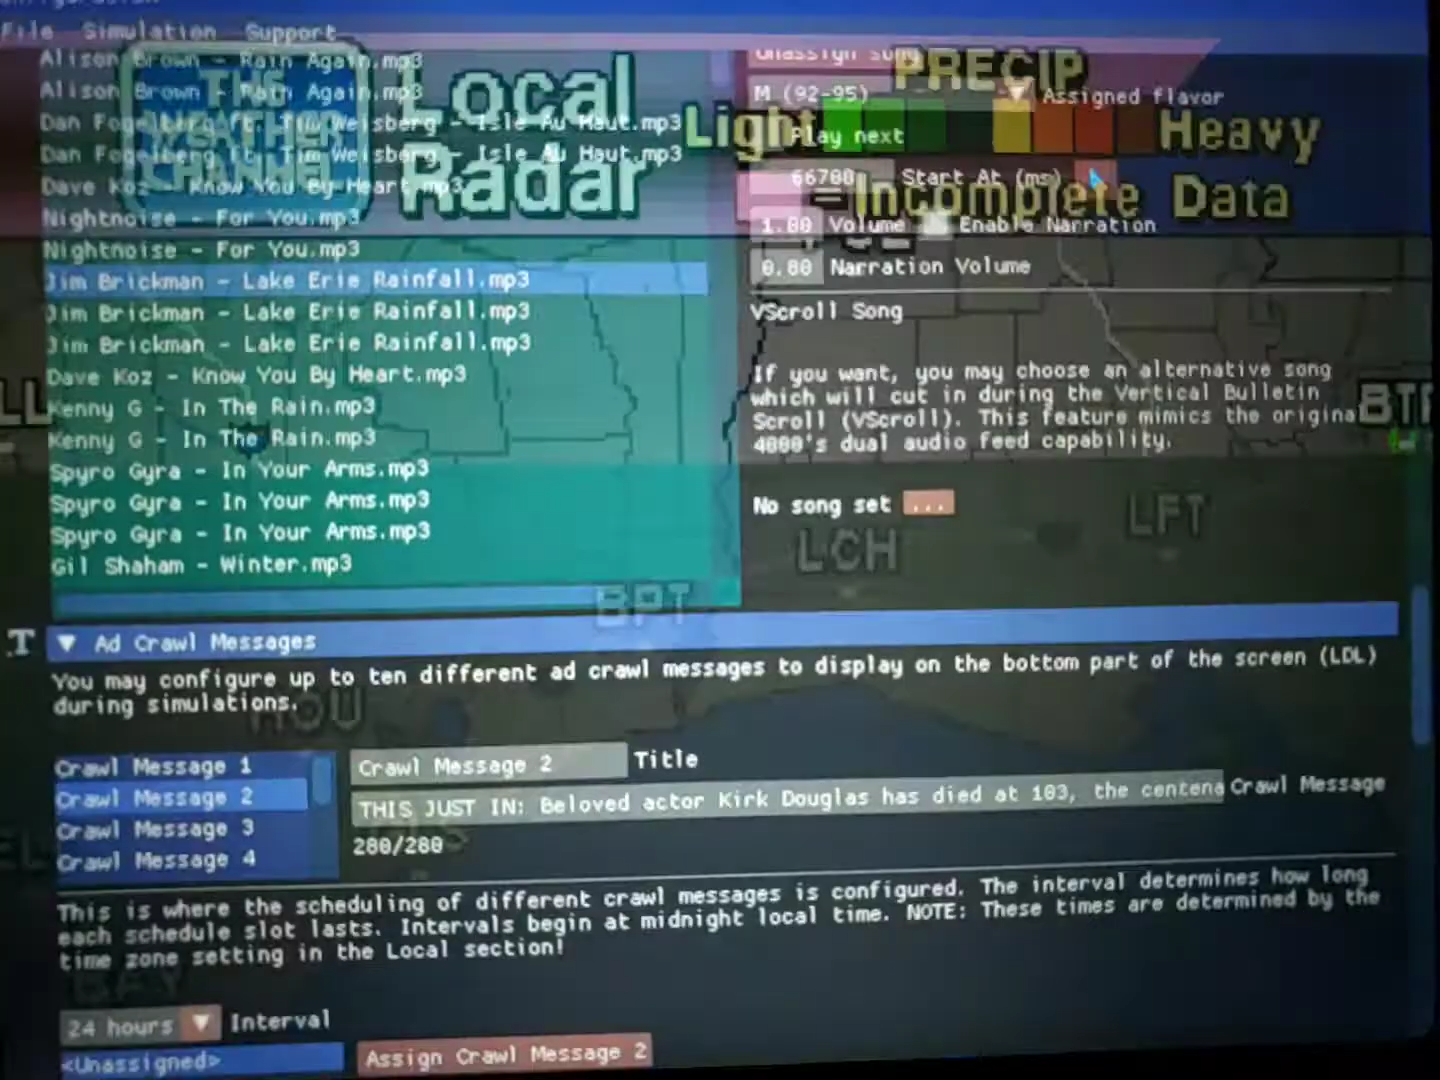 File Simulation Support
Alison Brown - Rain Again.mp3
Alison Brown - Rain Again.mp3
Dan Fogelberg ft. Tim Weisberg - Isle Au Haut.mp3
Dan Fogelberg ft. Tim Weisberg - Isle Au Haut.mp3
Dave Koz - Know You By Heart.mp3
Nightnoise - For You.mp3
Nightnoise - For You.mp3
Jim Brickman - Lake Erie Rainfall.mp3
Jim Brickman - Lake Erie Rainfall.mp3
Jim Brickman - Lake Erie Rainfall.mp3
Dave Koz - Know You By Heart.mp3
Kenny G - In The Rain.mp3
Kenny G - In The Rain.mp3
Spyro Gyra - In Your Arms.mp3
Spyro Gyra - In Your Arms.mp3
Spyro Gyra - In Your Arms.mp3
Gil Shaham - Winter.mp3
THE
WEATHER
CHANNEL
Local
Radar
PRECIP
Light Heavy
= Incomplete Data
Unassign song
M (92-95) Assigned flavor
Play next
66700 Start At (ms)
1.00 Volume Enable Narration
0.80 Narration Volume
VScroll Song
If you want, you may choose an alternative song
which will cut in during the Vertical Bulletin
Scroll (VScroll). This feature mimics the origina
4000's dual audio feed capability.
No song set ...
LCH
LFT
BPT
HOU
Ad Crawl Messages
You may configure up to ten different ad crawl messages to display on the bottom part of the screen (LDL)
during simulations.
Crawl Message 1
Crawl Message 2
Crawl Message 3
Crawl Message 4
Crawl Message 2 Title
THIS JUST IN: Beloved actor Kirk Douglas has died at 103, the centena Crawl Message
280/280
This is where the scheduling of different crawl messages is configured. The interval determines how long
each schedule slot lasts. Intervals begin at midnight local time. NOTE: These times are determined by the
time zone setting in the Local section!
24 hours Interval
<Unassigned> Assign Crawl Message 2